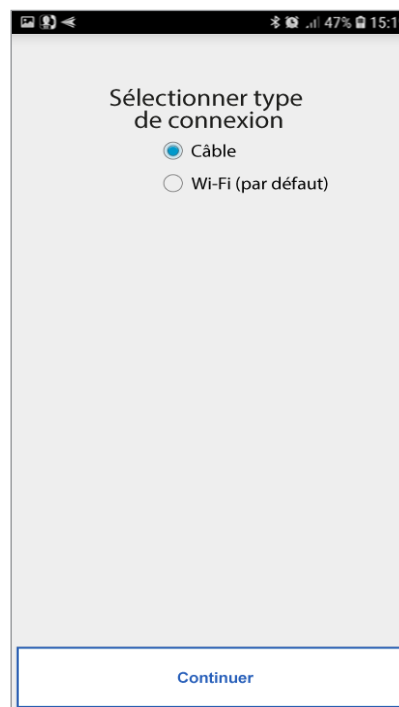 47% 15:1
Sélectionner type
de connexion
Câble
Wi-Fi (par défaut)
Continuer